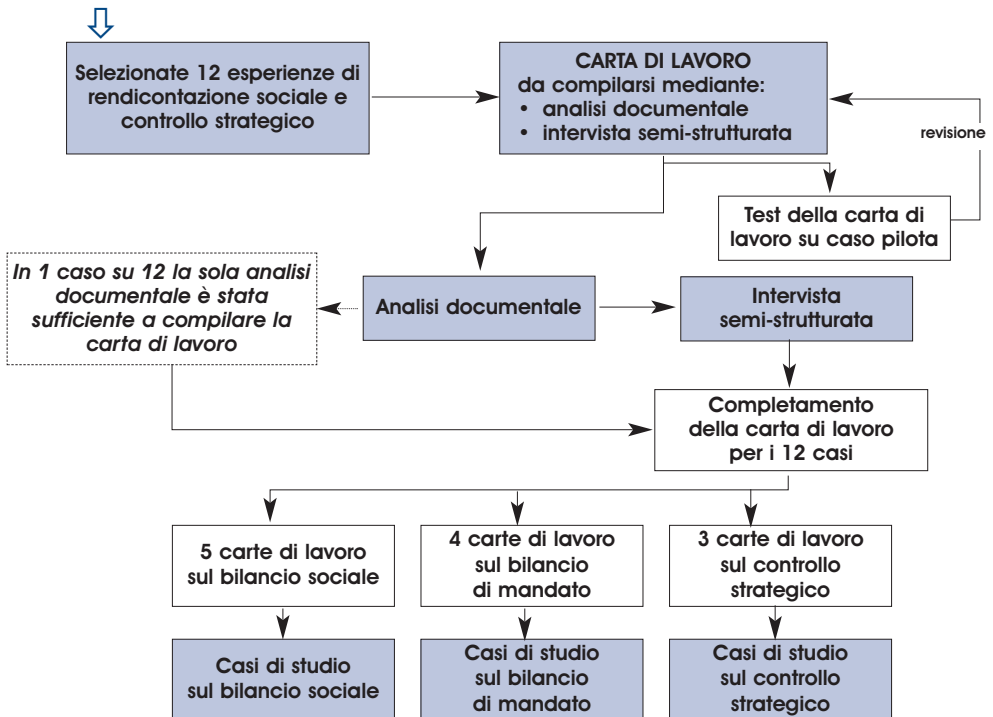 Selezionate 12 esperienze di
rendicontazione sociale e
controllo strategico
CARTA DI LAVORO
da compilarsi mediante:
• analisi documentale
• intervista semi-strutturata
revisione
Test della carta di
lavoro su caso pilota
In 1 caso su 12 la sola analisi
documentale è stata
sufficiente a compilare la
carta di lavoro
Analisi documentale
Intervista
semi-strutturata
Completamento
della carta di lavoro
per i 12 casi
5 carte di lavoro
sul bilancio sociale
4 carte di lavoro
sul bilancio
di mandato
3 carte di lavoro
sul controllo
strategico
Casi di studio
sul bilancio sociale
Casi di studio
sul bilancio
di mandato
Casi di studio
sul controllo
strategico